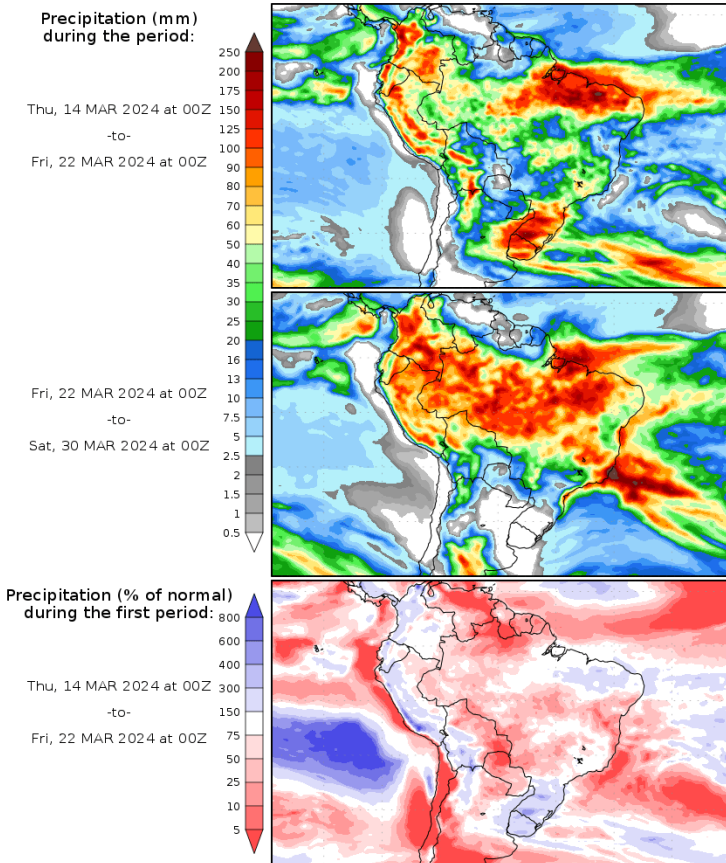 Precipitation (mm)
during the period:
Thu, 14 MAR 2024 at 00Z
-to-
Fri, 22 MAR 2024 at 00Z
250
200
175
150
125
100
90
80
70
60
50
40
35
30
25
20
16
13
10
7.5
5
2.5
2
1.5
1
0.5
Fri, 22 MAR 2024 at 00Z
-to-
Sat, 30 MAR 2024 at 00Z
Precipitation (% of normal)
during the first period:
Thu, 14 MAR 2024 at 00Z
-to-
Fri, 22 MAR 2024 at 00Z
800
600
400
300
150
75
50
25
10
5